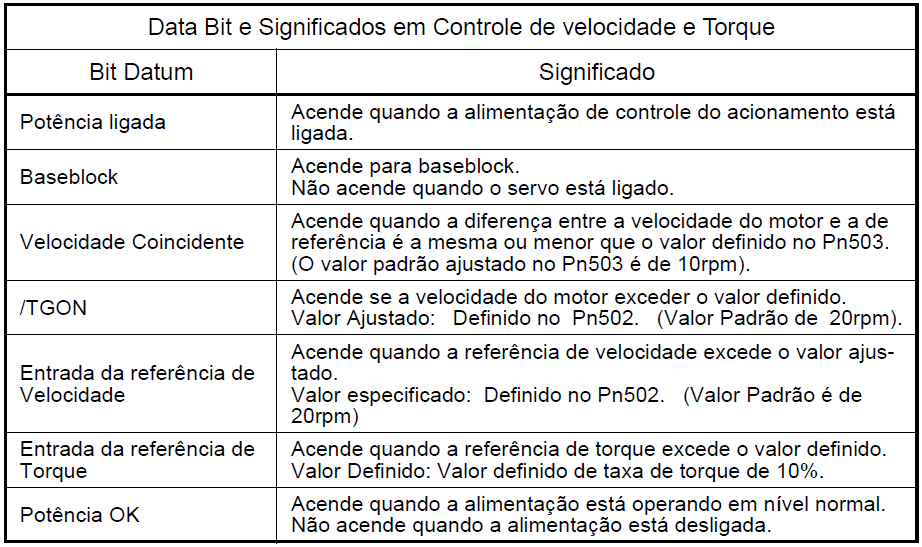 Data Bit e Significados em Controle de velocidade e Torque
Bit Datum
Significado
Potência ligada
Acende quando a alimentação de controle do acionamento está
ligada.
Baseblock
Acende para baseblock.
Não acende quando o servo está ligado.
Velocidade Coincidente
Acende quando a diferença entre a velocidade do motor e a de
referência é a mesma ou menor que o valor definido no Pn503.
(O valor padrão ajustado no Pn503 é de 10rpm).
/TGON
Acende se a velocidade do motor exceder o valor definido.
Valor Ajustado: Definido no Pn502. (Valor Padrão de 20rpm).
Entrada da referência de
Velocidade
Acende quando a referência de velocidade excede o valor ajus-
tado.
Valor especificado: Definido no Pn502. (Valor Padrão é de
20rpm)
Entrada da referência de
Torque
Acende quando a referência de torque excede o valor definido.
Valor Definido: Valor definido de taxa de torque de 10%.
Potência OK
Acende quando a alimentação está operando em nível normal.
Não acende quando a alimentação está desligada.